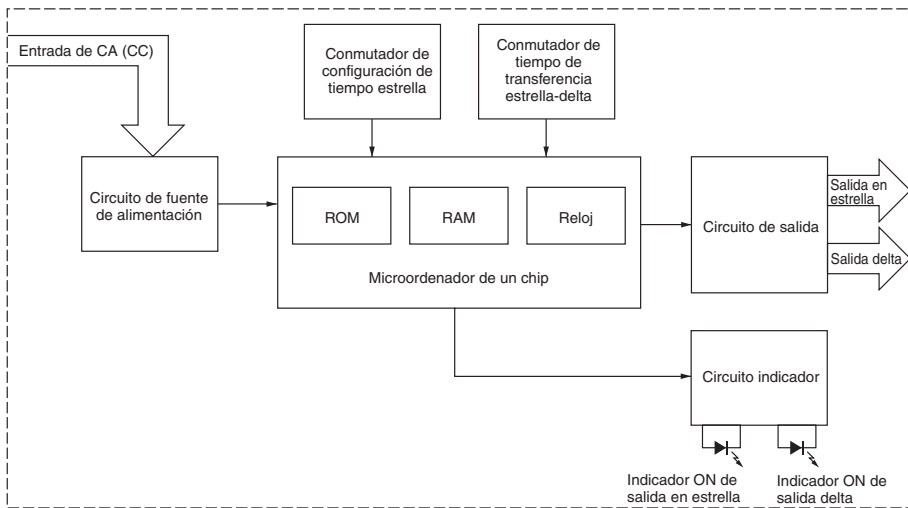 Entrada de CA (CC)
Conmutador de
configuración de
tiempo estrella
Conmutador de
tiempo de
transferencia
estrella-delta
Circuito de fuente
de alimentación
ROM
RAM
Reloj
Microordenador de un chip
Circuito de salida
Salida en
estrella
Salida delta
Circuito indicador
Indicador ON de
salida en estrella
Indicador ON de
salida delta